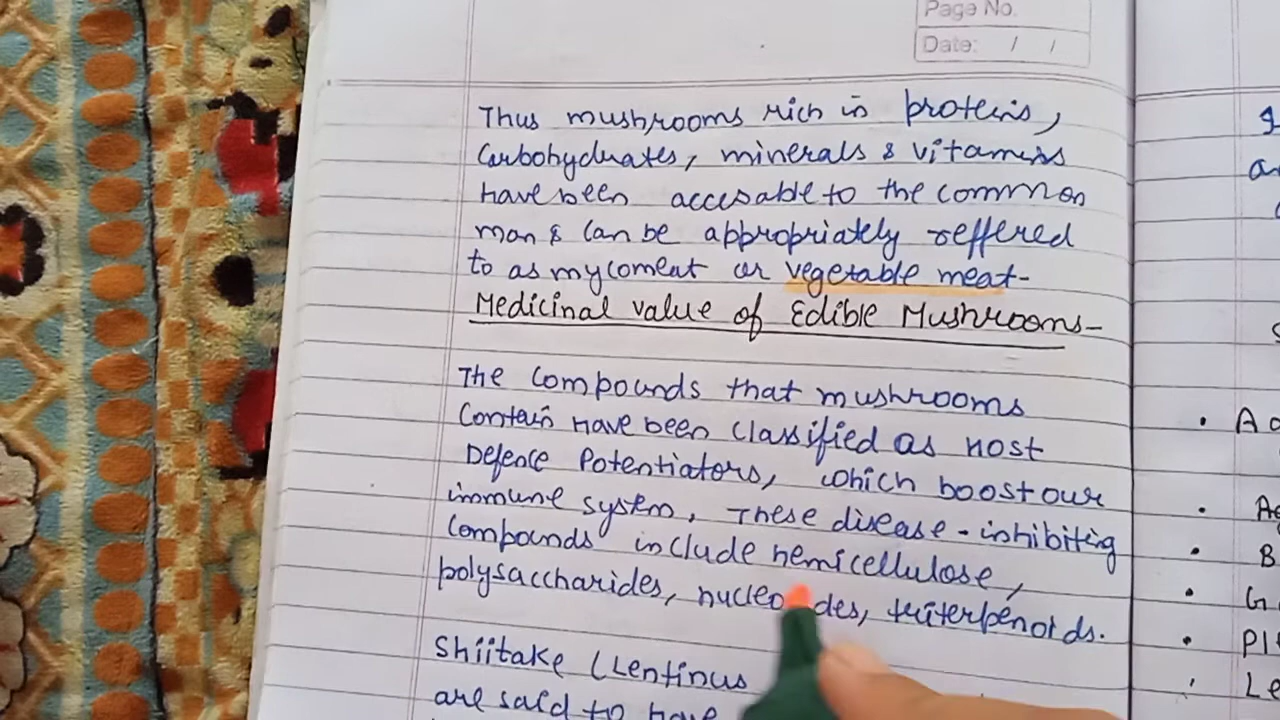 Page No.
Date: / /
Thus mushrooms rich in proteins,
Carbohydrates, minerals & vitamins
have been accesable to the common
man & can be appropriately reffered
to as mycomeat or vegetable meat-
Medicinal value of Edible Mushrooms-
The Compounds that mushrooms
Contain have been classified as host
Defence Potentiators, which boost our
immune system, These disease-inhibiting
Compounds include hemicellulose,
polysaccharides, triterpenoids.
Shiitake (Lentinus
are said to have